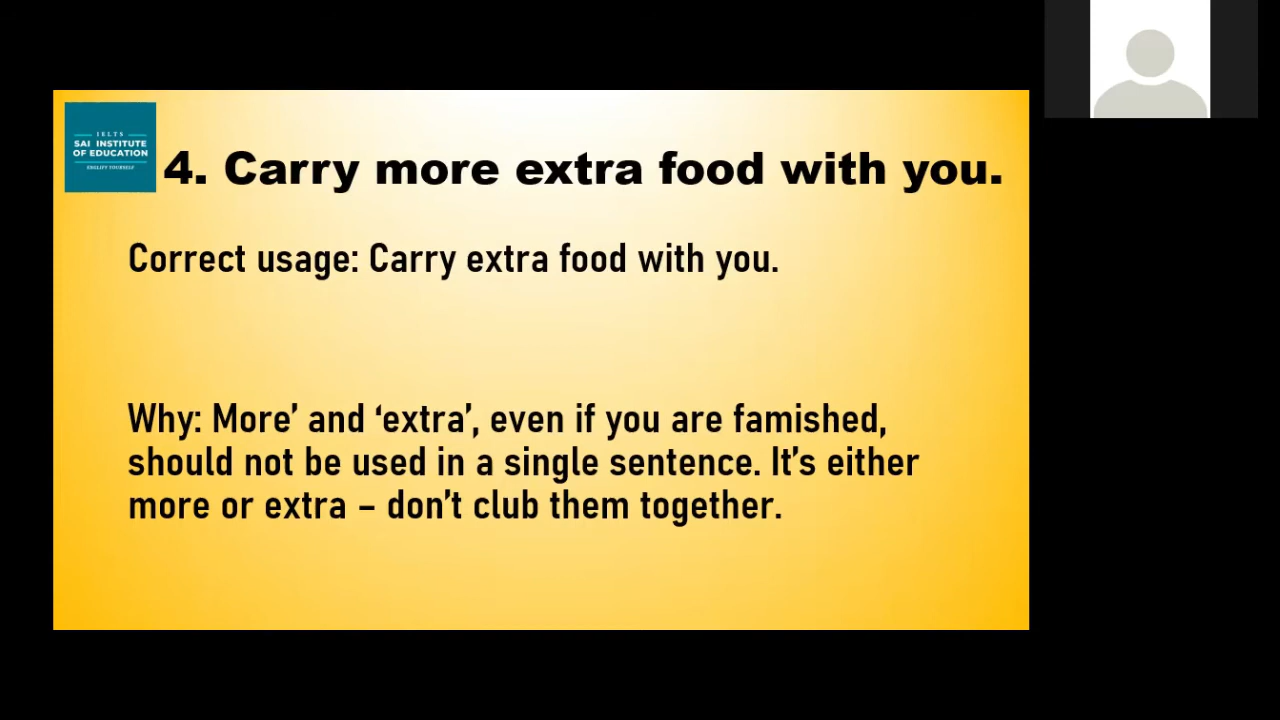 IELTS
SAI INSTITUTE
OF EDUCATION
ENGLIFY YOURSELF
4. Carry more extra food with you.
Correct usage: Carry extra food with you.
Why: More’ and ‘extra’, even if you are famished,
should not be used in a single sentence. It’s either
more or extra – don’t club them together.